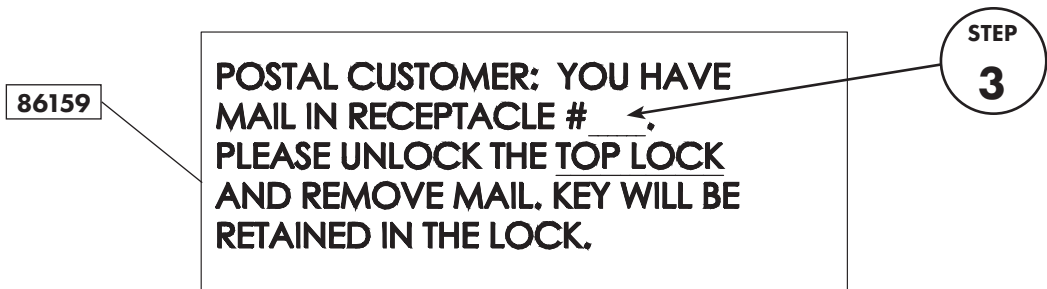 STEP
3
86159
POSTAL CUSTOMER: YOU HAVE
MAIL IN RECEPTACLE #____.
PLEASE UNLOCK THE TOP LOCK
AND REMOVE MAIL. KEY WILL BE
RETAINED IN THE LOCK.